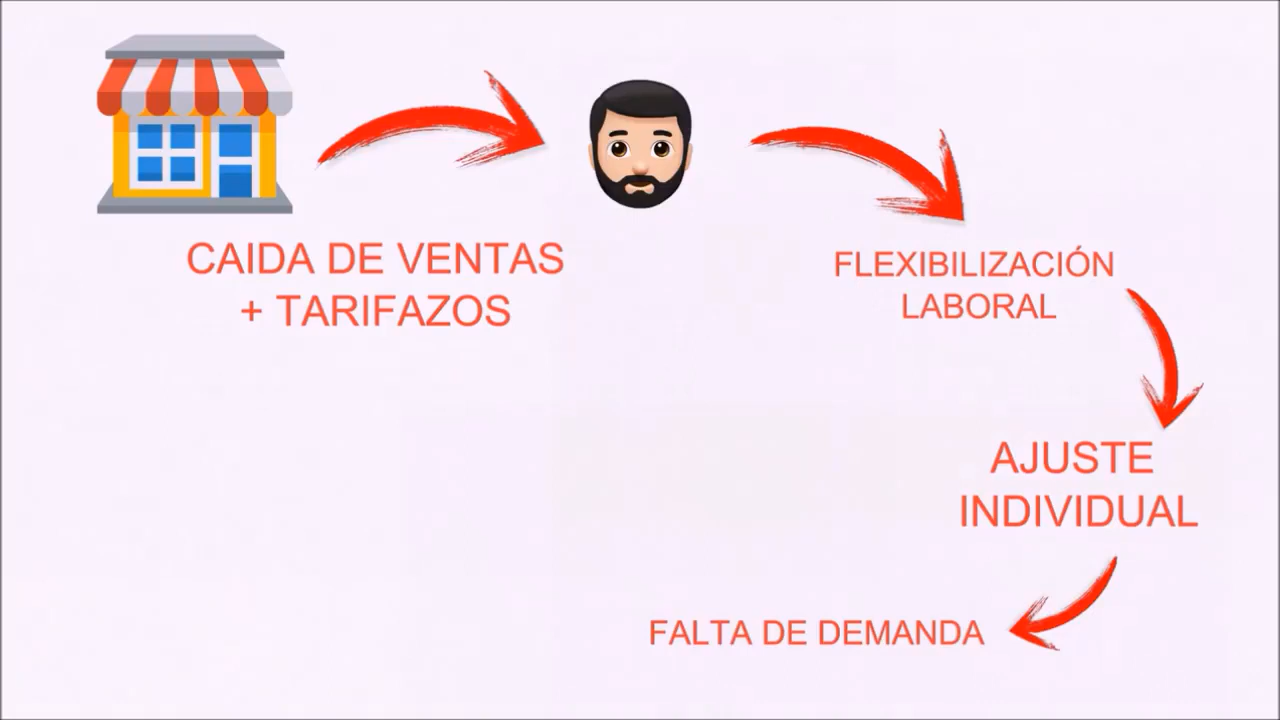 CAIDA DE VENTAS
+ TARIFAZOS
FLEXIBILIZACIÓN
LABORAL
AJUSTE
INDIVIDUAL
FALTA DE DEMANDA